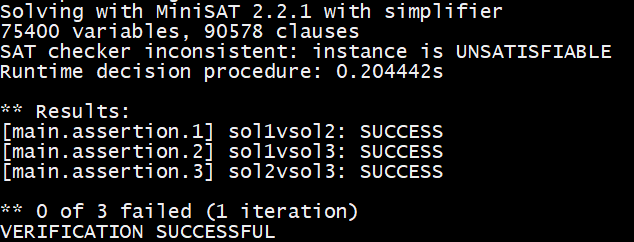 Solving with MiniSAT 2.2.1 with simplifier
75400 variables, 90578 clauses
SAT checker inconsistent: instance is UNSATISFIABLE
Runtime decision procedure: 0.204442s

** Results:
[main.assertion.1] sol1vsol2: SUCCESS
[main.assertion.2] sol1vsol3: SUCCESS
[main.assertion.3] sol2vsol3: SUCCESS

** 0 of 3 failed (1 iteration)
VERIFICATION SUCCESSFUL